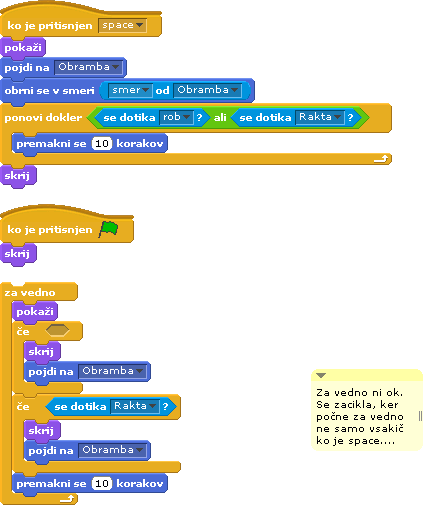 ko je pritisnjen space
pokaži
pojdi na Obramba
obrni se v smeri smer od Obramba
ponovi dokler se dotika rob ? ali se dotika Rakta ?
premakni se 10 korakov
skrij
ko je pritisnjen
skrij
za vedno
pokaži
če
skrij
pojdi na Obramba
če se dotika Rakta ?
skrij
pojdi na Obramba
premakni se 10 korakov
Za vedno ni ok.
Se zacikla, ker
počne za vedno
ne samo vsakič
ko je space....